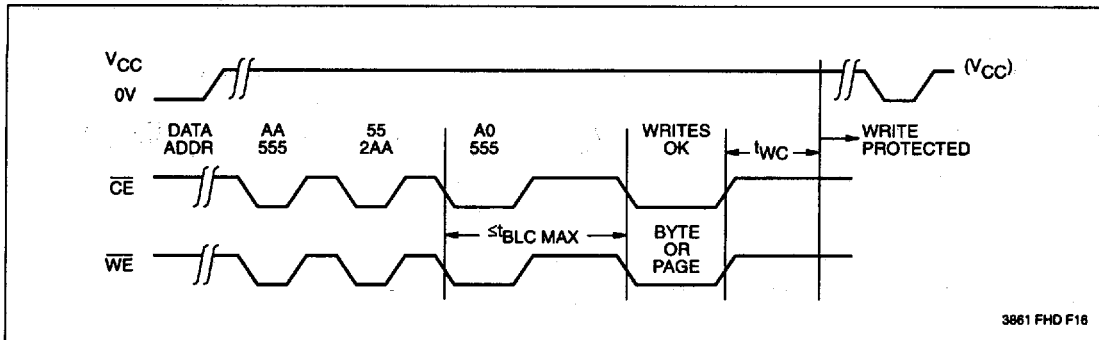 VCC
0V
(VCC)
DATA AA 55 A0 WRITES
ADDR 555 2AA 555 OK
tWC
WRITE
PROTECTED
CE
≤tBLC MAX
BYTE
OR
PAGE
WE
3861 FHD F16